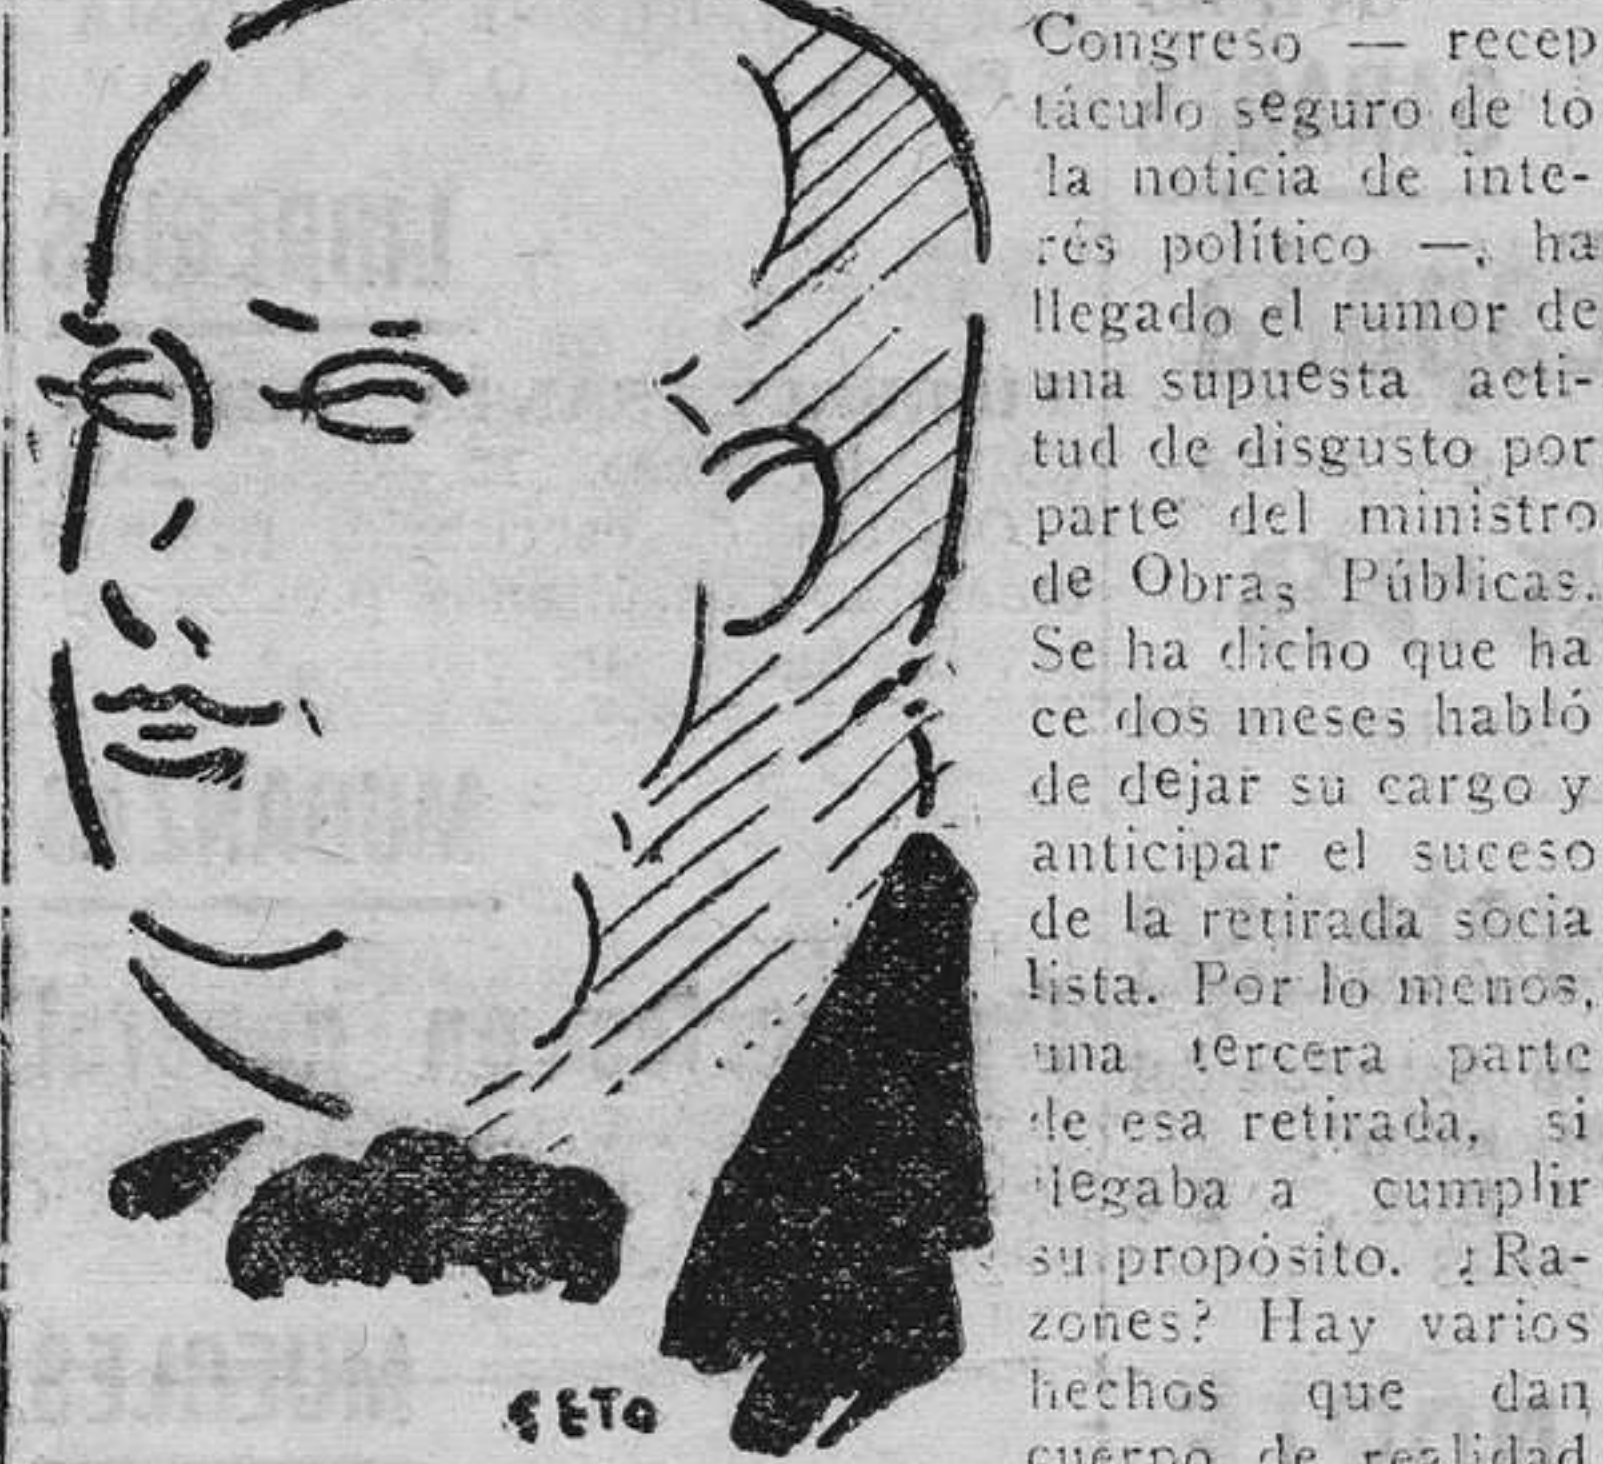 Congreso — recep
táculo seguro de to
la noticia de inte-
rés político —, ha
llegado el rumor de
una supuesta acti-
tud de disgusto por
parte del ministro
de Obras Públicas.
Se ha dicho que ha
ce dos meses habló
de dejar su cargo y
anticipar el suceso
de la retirada socia
lista. Por lo menos,
una tercera parte
de esa retirada, si
llegaba a cumplir
su propósito. ¿Ra-
zones? Hay varios
hechos que dan
cuerpo de realidad
SETO